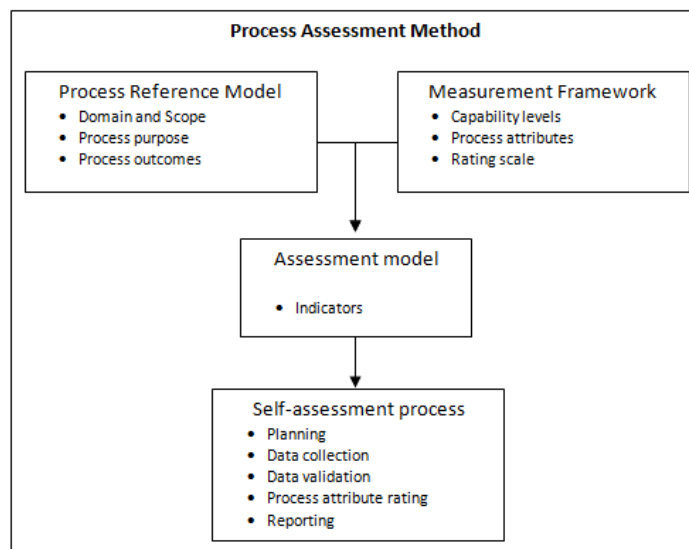 Process Assessment Method
Process Reference Model
• Domain and Scope
• Process purpose
• Process outcomes
Measurement Framework
• Capability levels
• Process attributes
• Rating scale
Assessment model
• Indicators
Self-assessment process
• Planning
• Data collection
• Data validation
• Process attribute rating
• Reporting